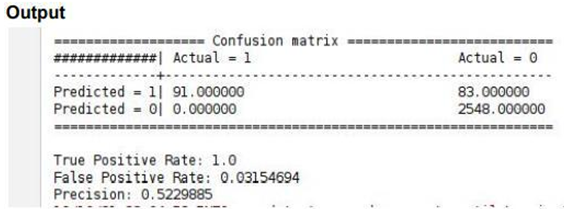 Output
=================== Confusion matrix ==========================
#############| Actual = 1 Actual = 0
-------------+-------------------------------------------------
Predicted = 1| 91.000000 83.000000
Predicted = 0| 0.000000 2548.000000
===============================================================
True Positive Rate: 1.0
False Positive Rate: 0.03154694
Precision: 0.5229885